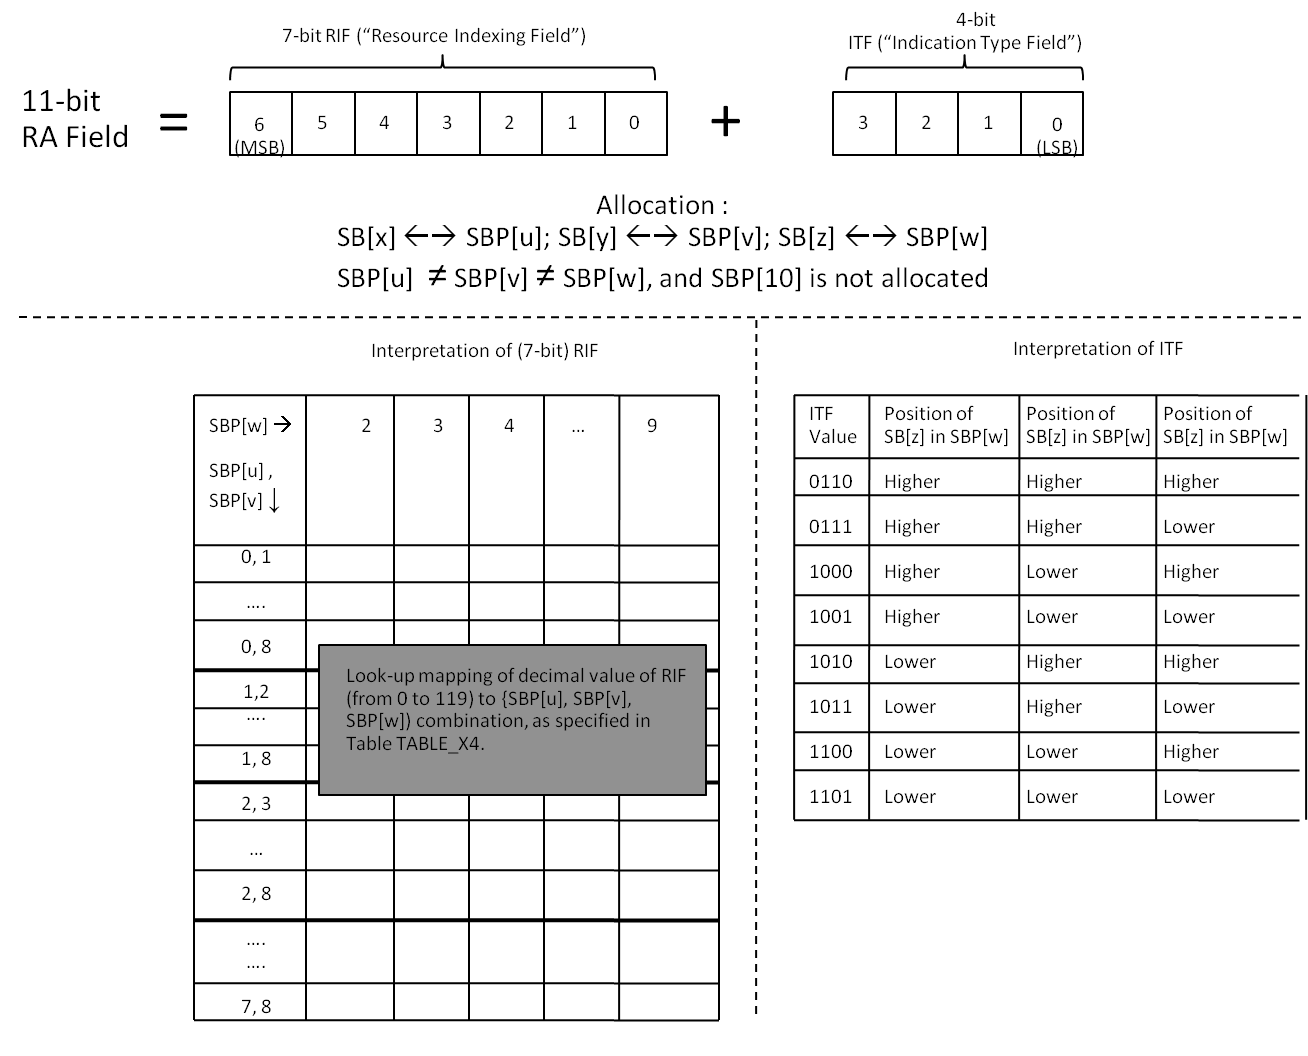 7-bit RIF (“Resource Indexing Field”)
4-bit
ITF (“Indication Type Field”)
11-bit
RA Field
=
6
(MSB)
5
4
3
2
1
0
+
3
2
1
0
(LSB)
Allocation :
SB[x] ←→ SBP[u]; SB[y] ←→ SBP[v]; SB[z] ←→ SBP[w]
SBP[u] ≠ SBP[v] ≠ SBP[w], and SBP[10] is not allocated
Interpretation of (7-bit) RIF
SBP[w] → 2 3 4 ... 9
SBP[u] ,
SBP[v] ↓
0, 1
....
0, 8
1,2
....
1, 8
2, 3
...
2, 8
....
....
7, 8
Look-up mapping of decimal value of RIF
(from 0 to 119) to {SBP[u], SBP[v],
SBP[w]) combination, as specified in
Table TABLE_X4.
Interpretation of ITF
ITF
Value
Position of
SB[z] in SBP[w]
Position of
SB[z] in SBP[w]
Position of
SB[z] in SBP[w]
0110 Higher Higher Higher
0111 Higher Higher Lower
1000 Higher Lower Higher
1001 Higher Lower Lower
1010 Lower Higher Higher
1011 Lower Higher Lower
1100 Lower Lower Higher
1101 Lower Lower Lower